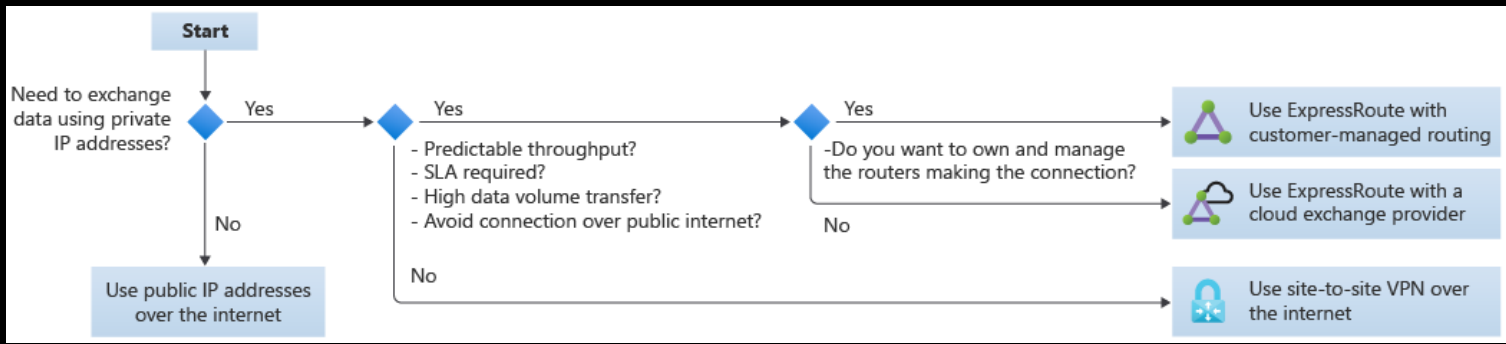 Start
Need to exchange
data using private
IP addresses?
Yes
No
Use public IP addresses
over the internet
Yes
- Predictable throughput?
- SLA required?
- High data volume transfer?
- Avoid connection over public internet?
No
Yes
-Do you want to own and manage
the routers making the connection?
No
Use ExpressRoute with
customer-managed routing
Use ExpressRoute with a
cloud exchange provider
Use site-to-site VPN over
the internet